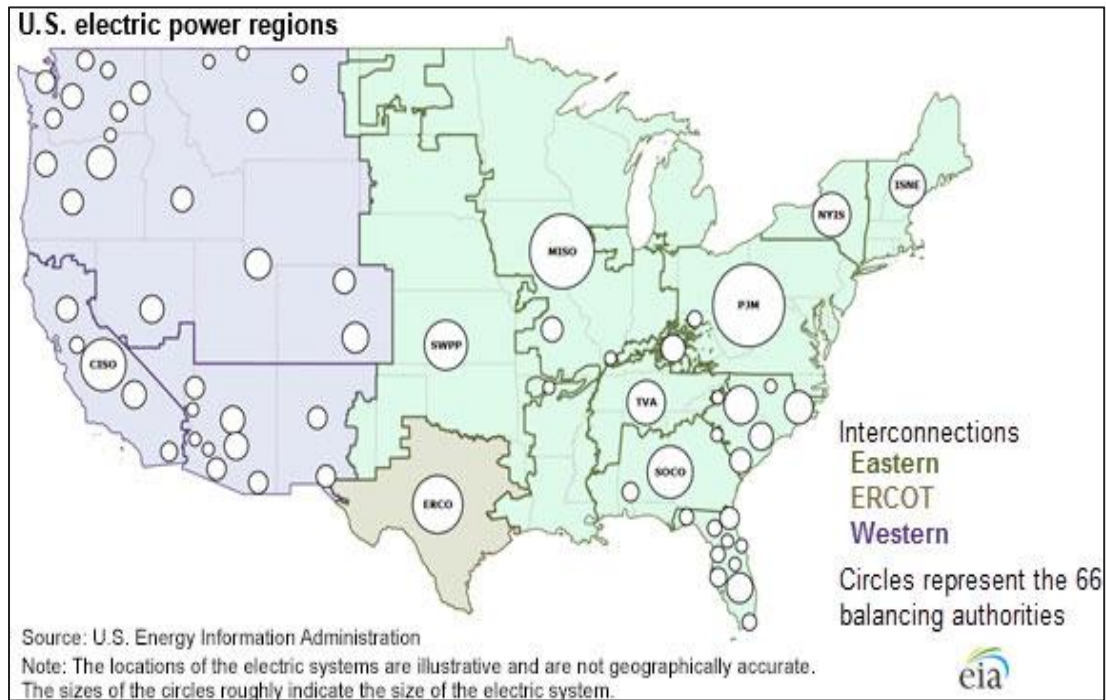 U.S. electric power regions
ISNE
NYIS
MISO
PJM
SWPP
CISO
TVA
SOCO
ERCO
Interconnections
Eastern
ERCOT
Western
Circles represent the 66
balancing authorities
Source: U.S. Energy Information Administration
Note: The locations of the electric systems are illustrative and are not geographically accurate.
The sizes of the circles roughly indicate the size of the electric system.
eia